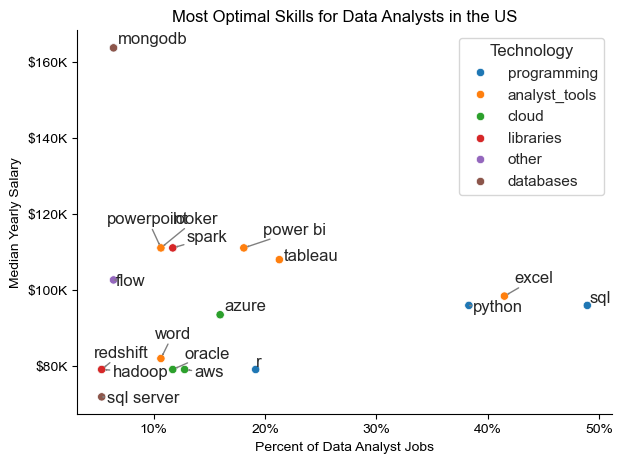 Most Optimal Skills for Data Analysts in the US
mongodb
Technology
programming
analyst_tools
cloud
libraries
other
databases
$160K
$140K
$120K
$100K
$80K
Median Yearly Salary
powerpoint
looker
spark
power bi
tableau
flow
excel
sql
python
azure
word
redshift
oracle
hadoop
aws
r
sql server
10%
20%
30%
40%
50%
Percent of Data Analyst Jobs